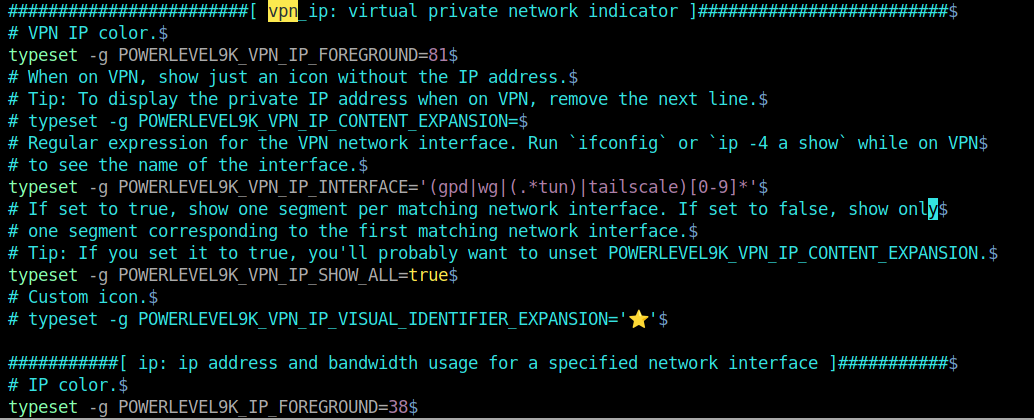 ########################[ vpn_ip: virtual private network indicator ]#########################$
# VPN IP color.$
typeset -g POWERLEVEL9K_VPN_IP_FOREGROUND=81$
# When on VPN, show just an icon without the IP address.$
# Tip: To display the private IP address when on VPN, remove the next line.$
# typeset -g POWERLEVEL9K_VPN_IP_CONTENT_EXPANSION=$
# Regular expression for the VPN network interface. Run `ifconfig` or `ip -4 a show` while on VPN$
# to see the name of the interface.$
typeset -g POWERLEVEL9K_VPN_IP_INTERFACE='(gpd|wg|(.*tun)|tailscale)[0-9]*'$
# If set to true, show one segment per matching network interface. If set to false, show only$
# one segment corresponding to the first matching network interface.$
# Tip: If you set it to true, you'll probably want to unset POWERLEVEL9K_VPN_IP_CONTENT_EXPANSION.$
typeset -g POWERLEVEL9K_VPN_IP_SHOW_ALL=true$
# Custom icon.$
# typeset -g POWERLEVEL9K_VPN_IP_VISUAL_IDENTIFIER_EXPANSION='⭐'$
###########[ ip: ip address and bandwidth usage for a specified network interface ]###########$
# IP color.$
typeset -g POWERLEVEL9K_IP_FOREGROUND=38$